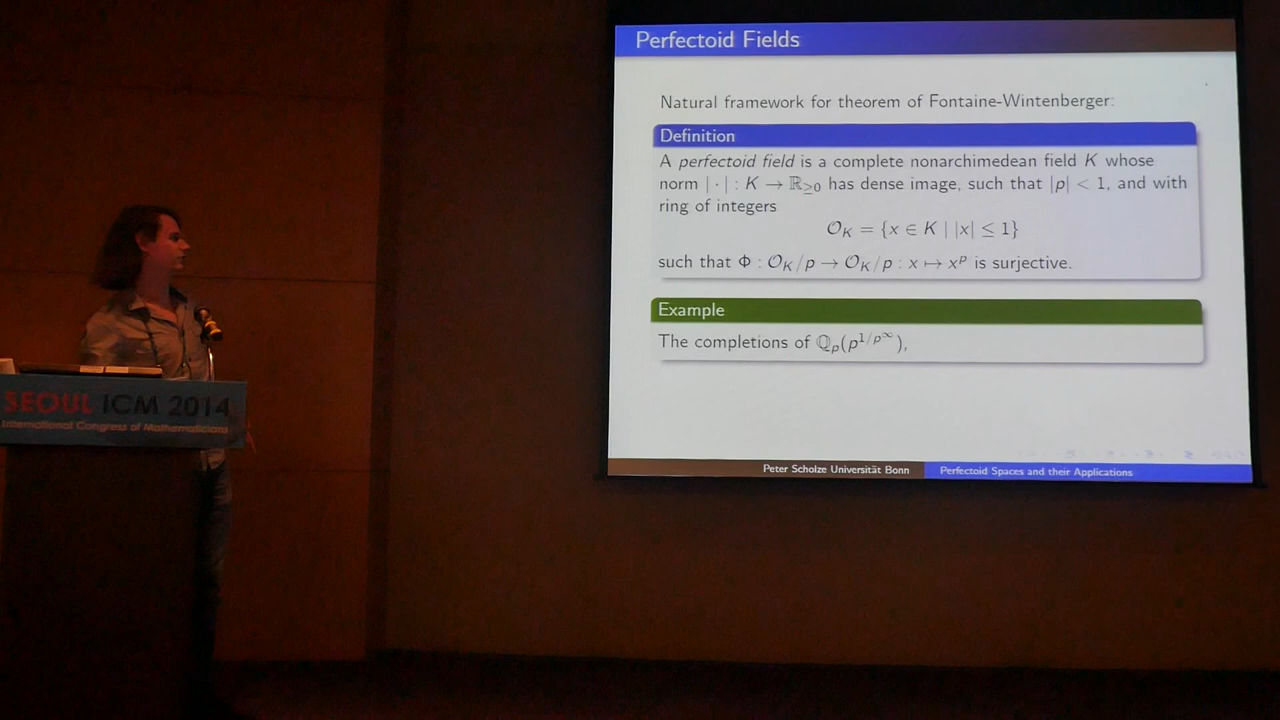 Perfectoid Fields
Natural framework for theorem of Fontaine-Wintenberger:
Definition
A perfectoid field is a complete nonarchimedean field K whose
norm | · | : K → ℝ≥0 has dense image, such that |p| < 1, and with
ring of integers
𝒪K = {x ∈ K | |x| ≤ 1}
such that Φ : 𝒪K/p → 𝒪K/p : x ↦ x^p is surjective.
Example
The completions of ℚp(p^{1/p^∞}),
Peter Scholze Universität Bonn
Perfectoid Spaces and their Applications
SEOUL ICM 2014
International Congress of Mathematicians